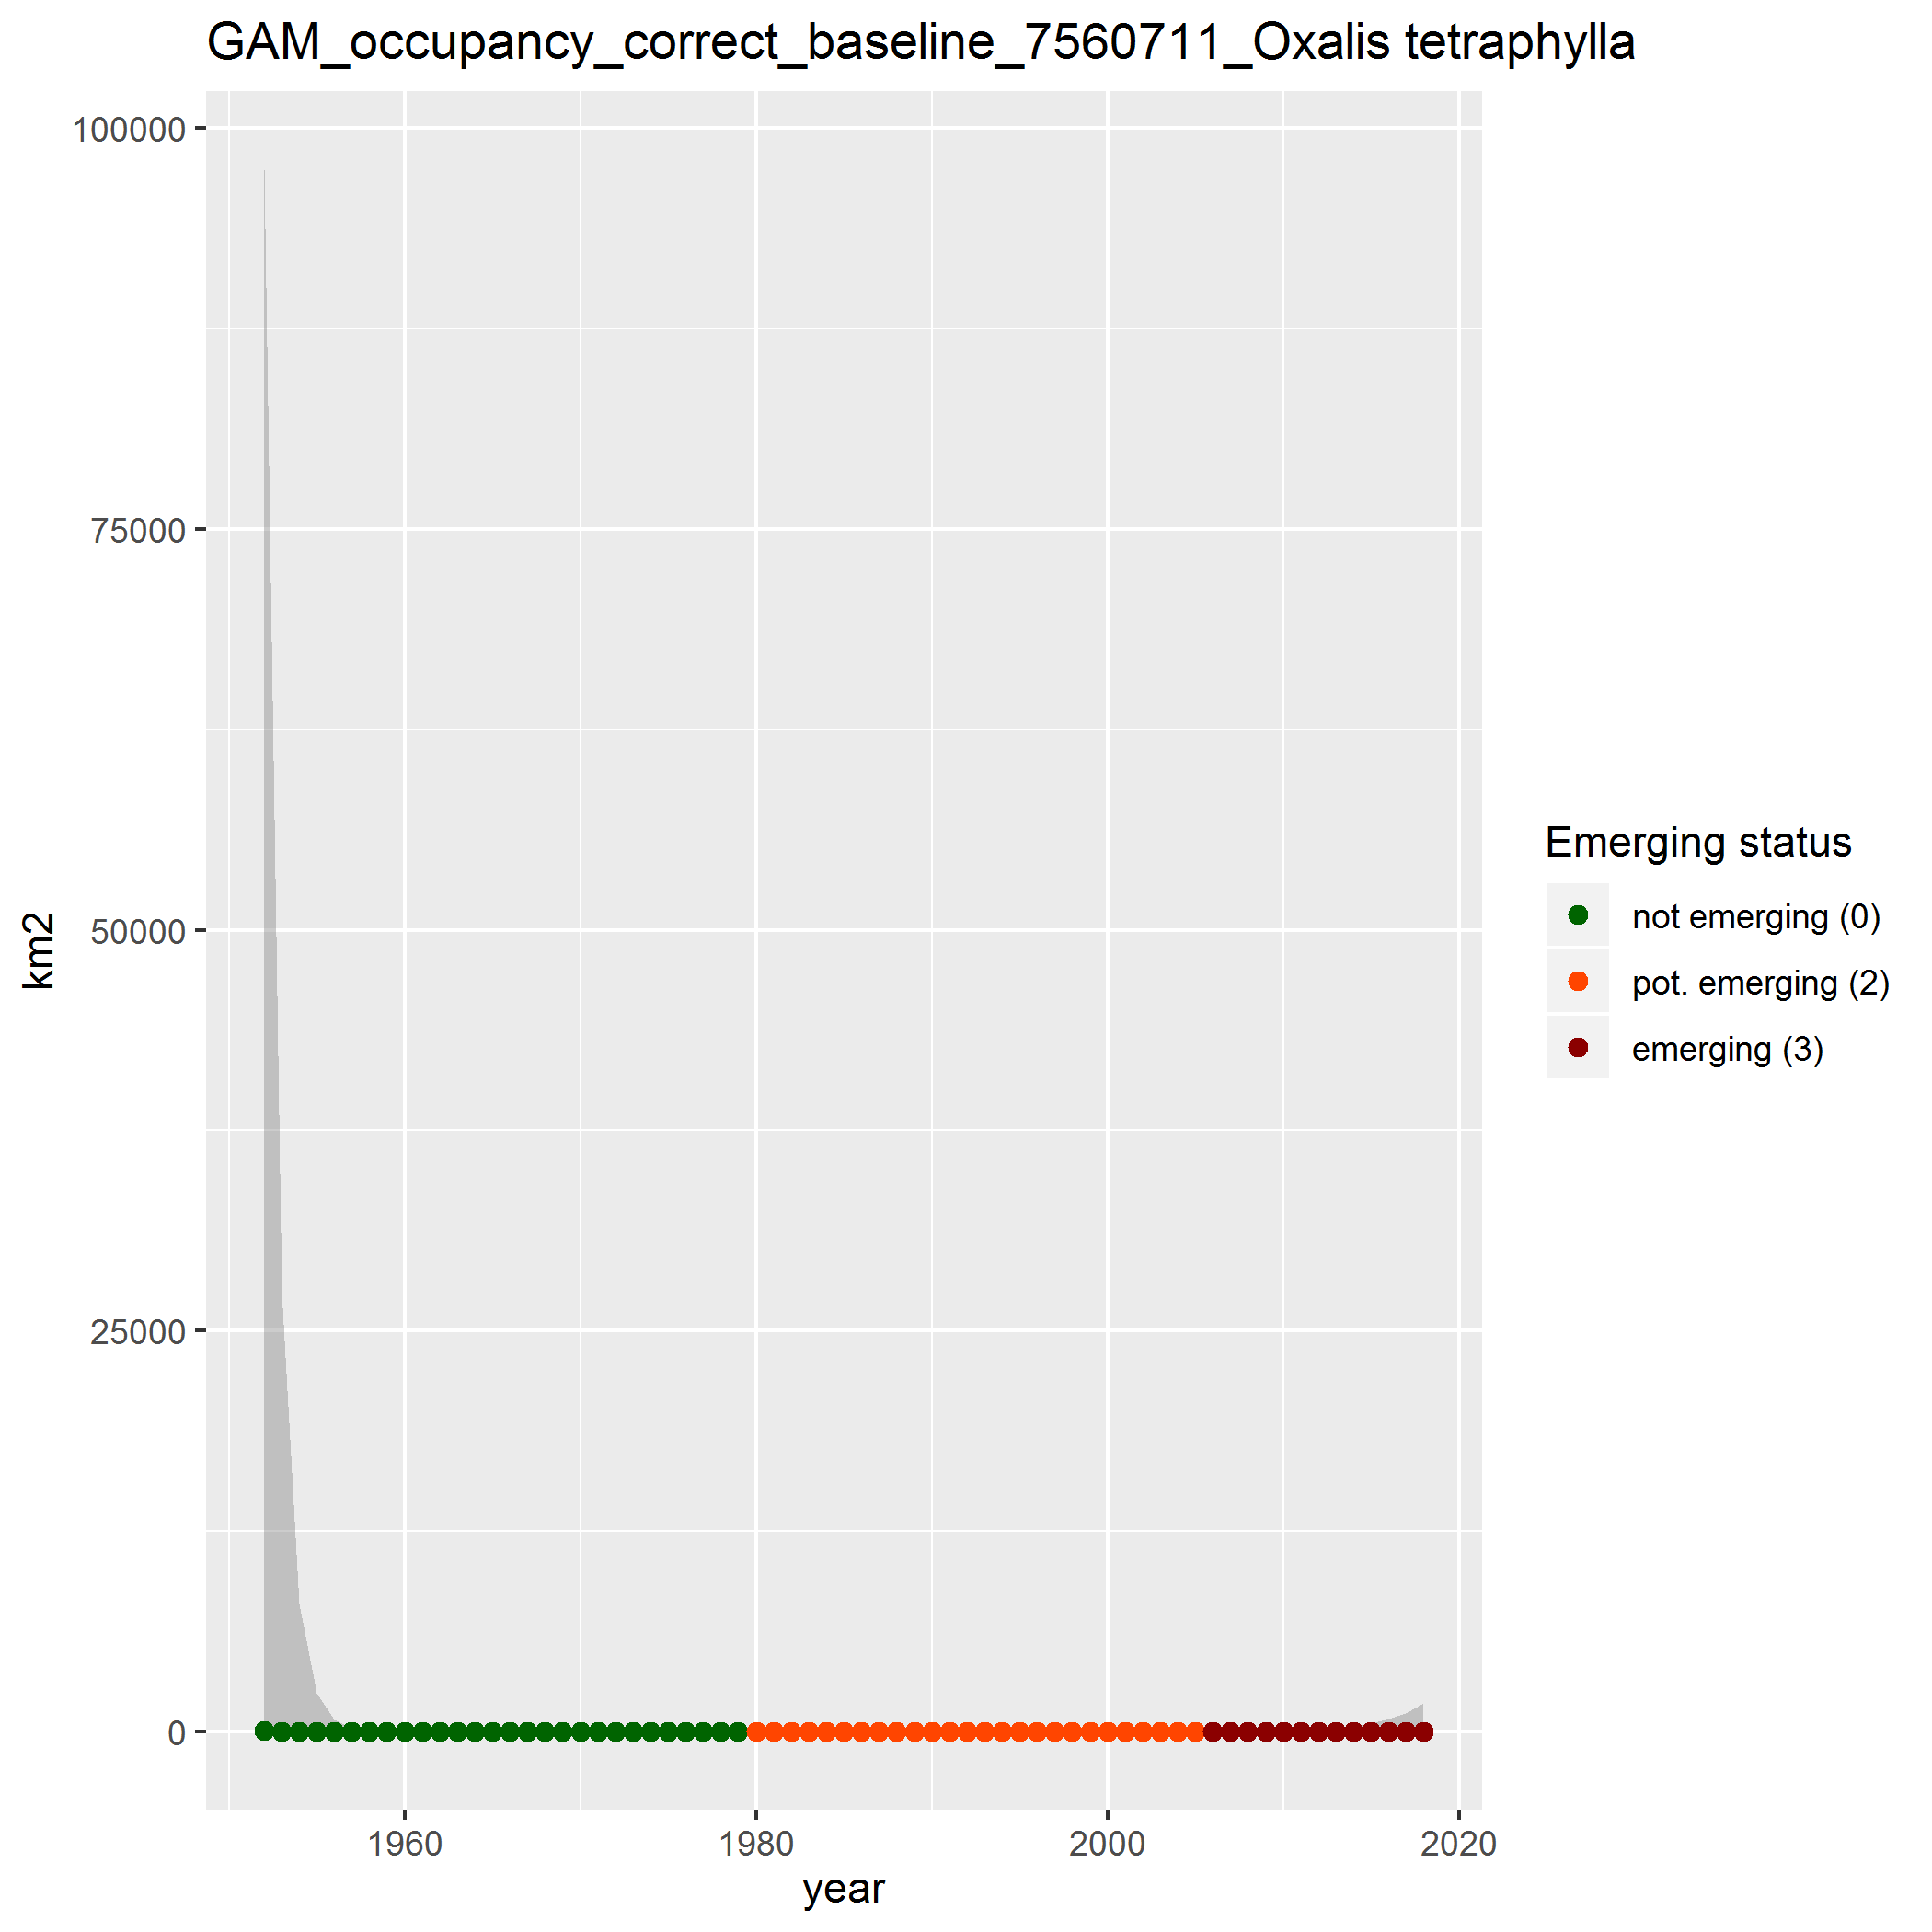 GAM_occupancy_correct_baseline_7560711_Oxalis tetraphylla
100000
75000
50000
25000
0
km2
1960
1980
2000
2020
year
Emerging status
not emerging (0)
pot. emerging (2)
emerging (3)